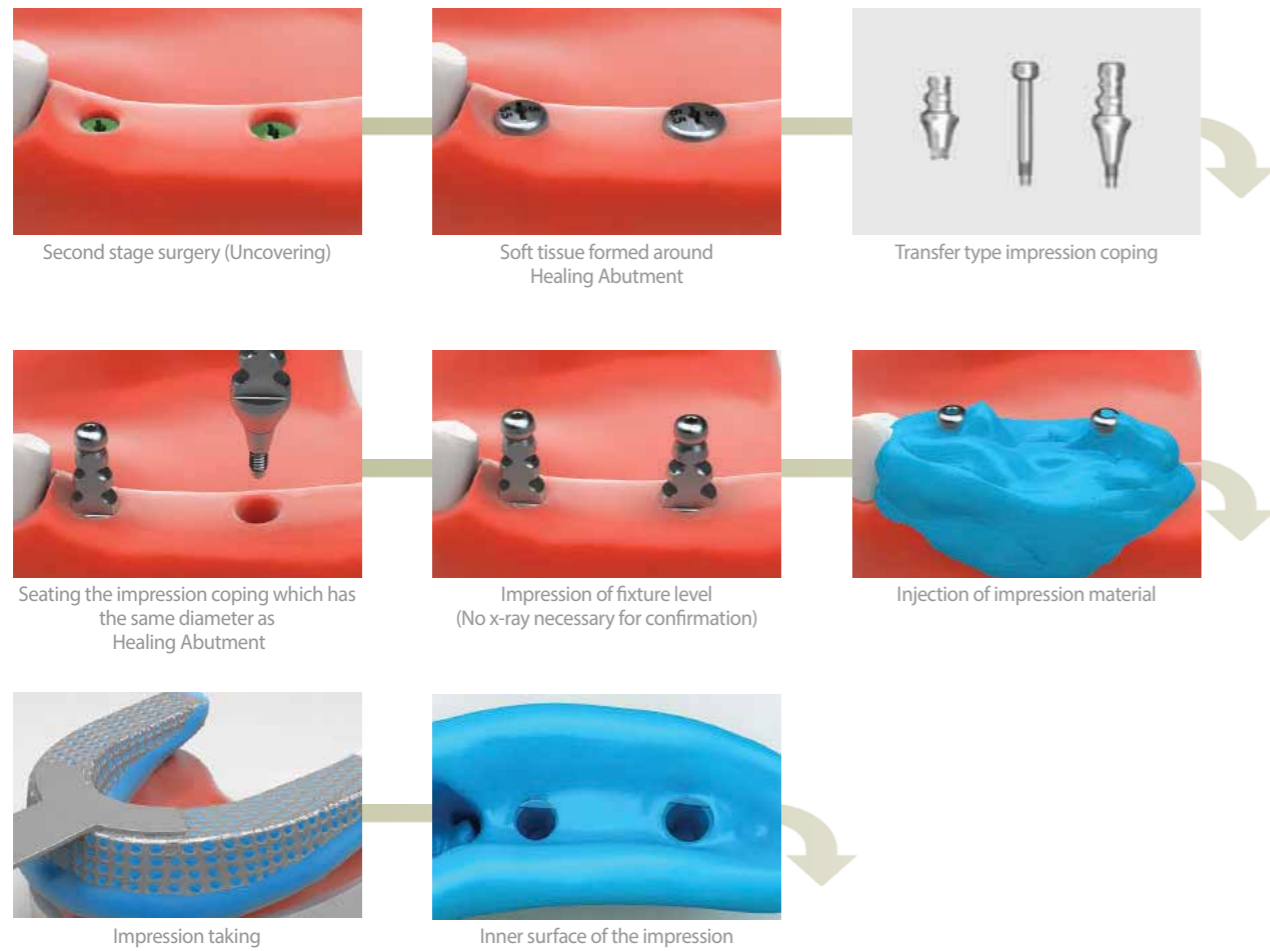 Second stage surgery (Uncovering)
Soft tissue formed around
Healing Abutment
Transfer type impression coping
Seating the impression coping which has
the same diameter as
Healing Abutment
Impression of fixture level
(No x-ray necessary for confirmation)
Injection of impression material
Impression taking
Inner surface of the impression